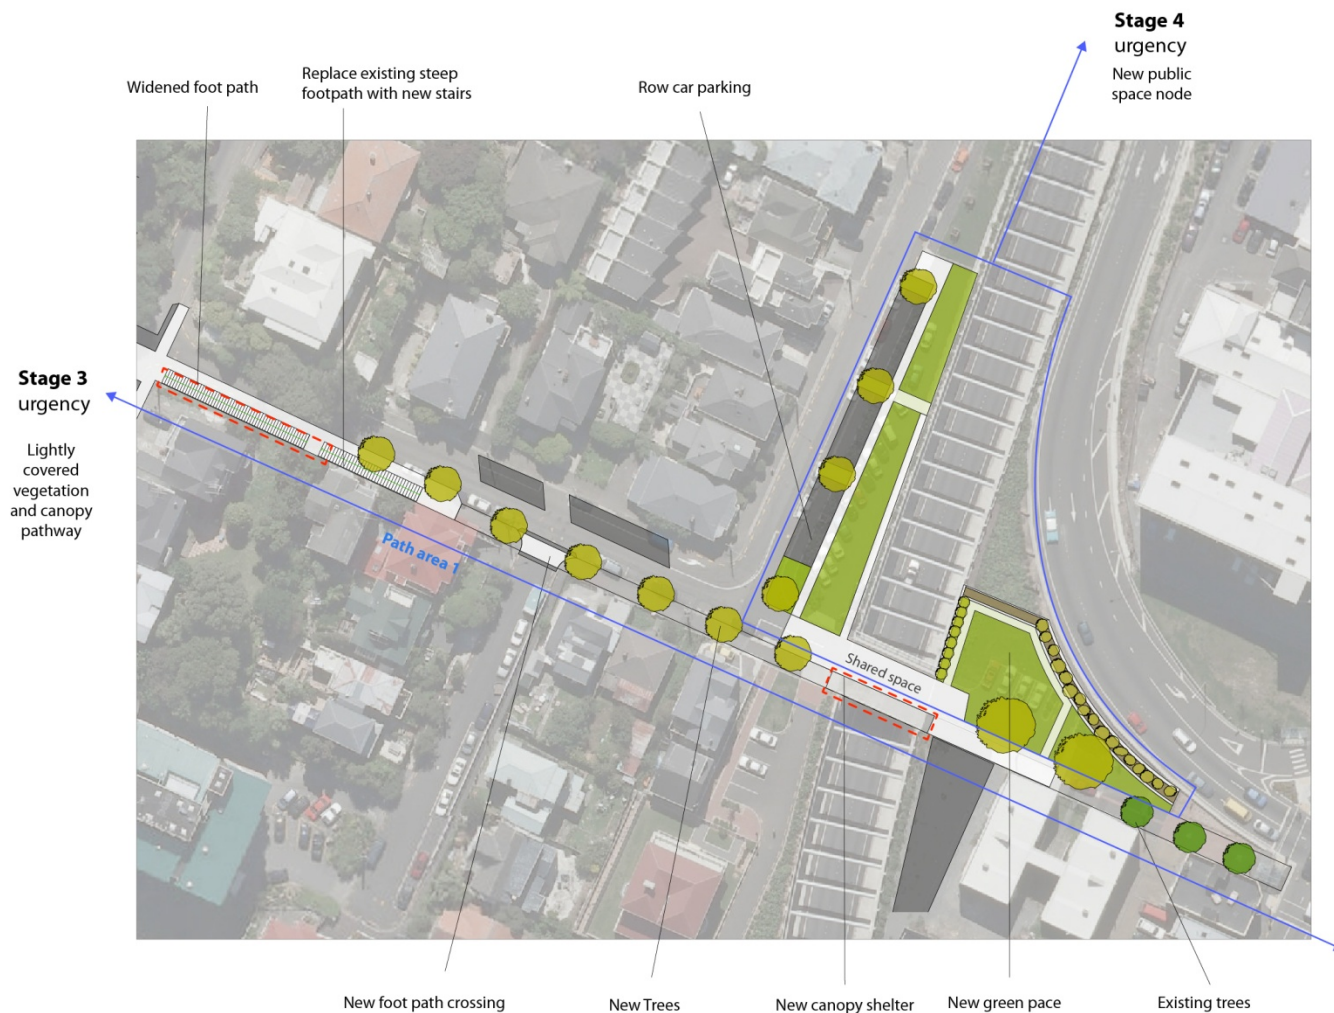 Stage 4
urgency
New public
space node
Widened foot path
Replace existing steep
footpath with new stairs
Row car parking
Stage 3
urgency
Lightly
covered
vegetation
and canopy
pathway
Path area 1
Shared space
New foot path crossing
New Trees
New canopy shelter
New green pace
Existing trees